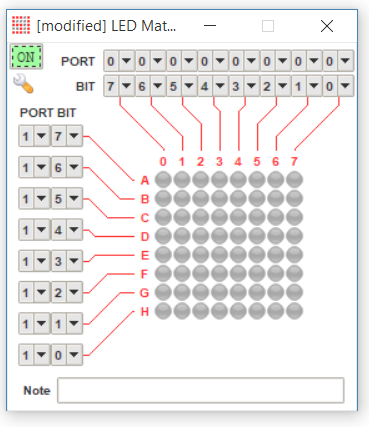 [modified] LED Mat...
ON
PORT 0 0 0 0 0 0 0 0
BIT 7 6 5 4 3 2 1 0
PORT BIT
0 1 2 3 4 5 6 7
1 7 A
1 6 B
1 5 C
1 4 D
1 3 E
1 2 F
1 1 G
1 0 H
Note